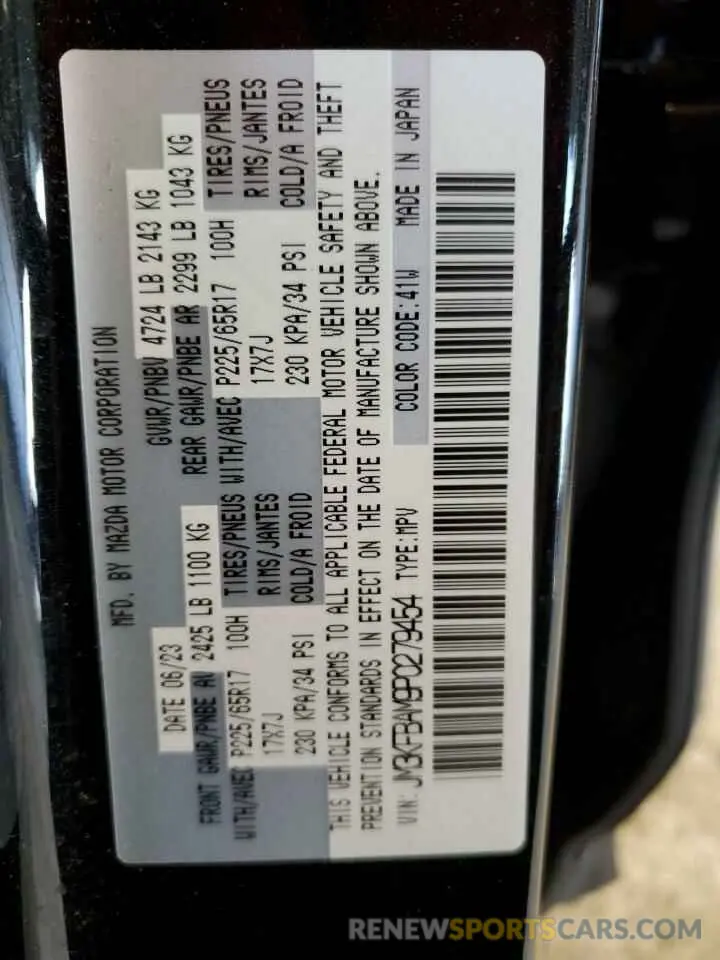 MFD. BY MAZDA MOTOR CORPORATION
DATE 06/23 GVWR/PNBV 4724 LB 2143 KG
FRONT GAWR/PNBE AV 2425 LB 1100 KG REAR GAWR/PNBE AR 2299 LB 1043 KG
WITH/AVEC P225/65R17 100H TIRES/PNEUS WITH/AVEC P225/65R17 100H TIRES/PNEUS
17X7J RIMS/JANTES 17X7J RIMS/JANTES
230 KPA/34 PSI COLD/A FROID 230 KPA/34 PSI COLD/A FROID
THIS VEHICLE CONFORMS TO ALL APPLICABLE FEDERAL MOTOR VEHICLE SAFETY AND THEFT
PREVENTION STANDARDS IN EFFECT ON THE DATE OF MANUFACTURE SHOWN ABOVE.
VIN: JM3KFBAM9P0279454 TYPE:MPV COLOR CODE:41W MADE IN JAPAN
RENEWSPORTSCARS.COM